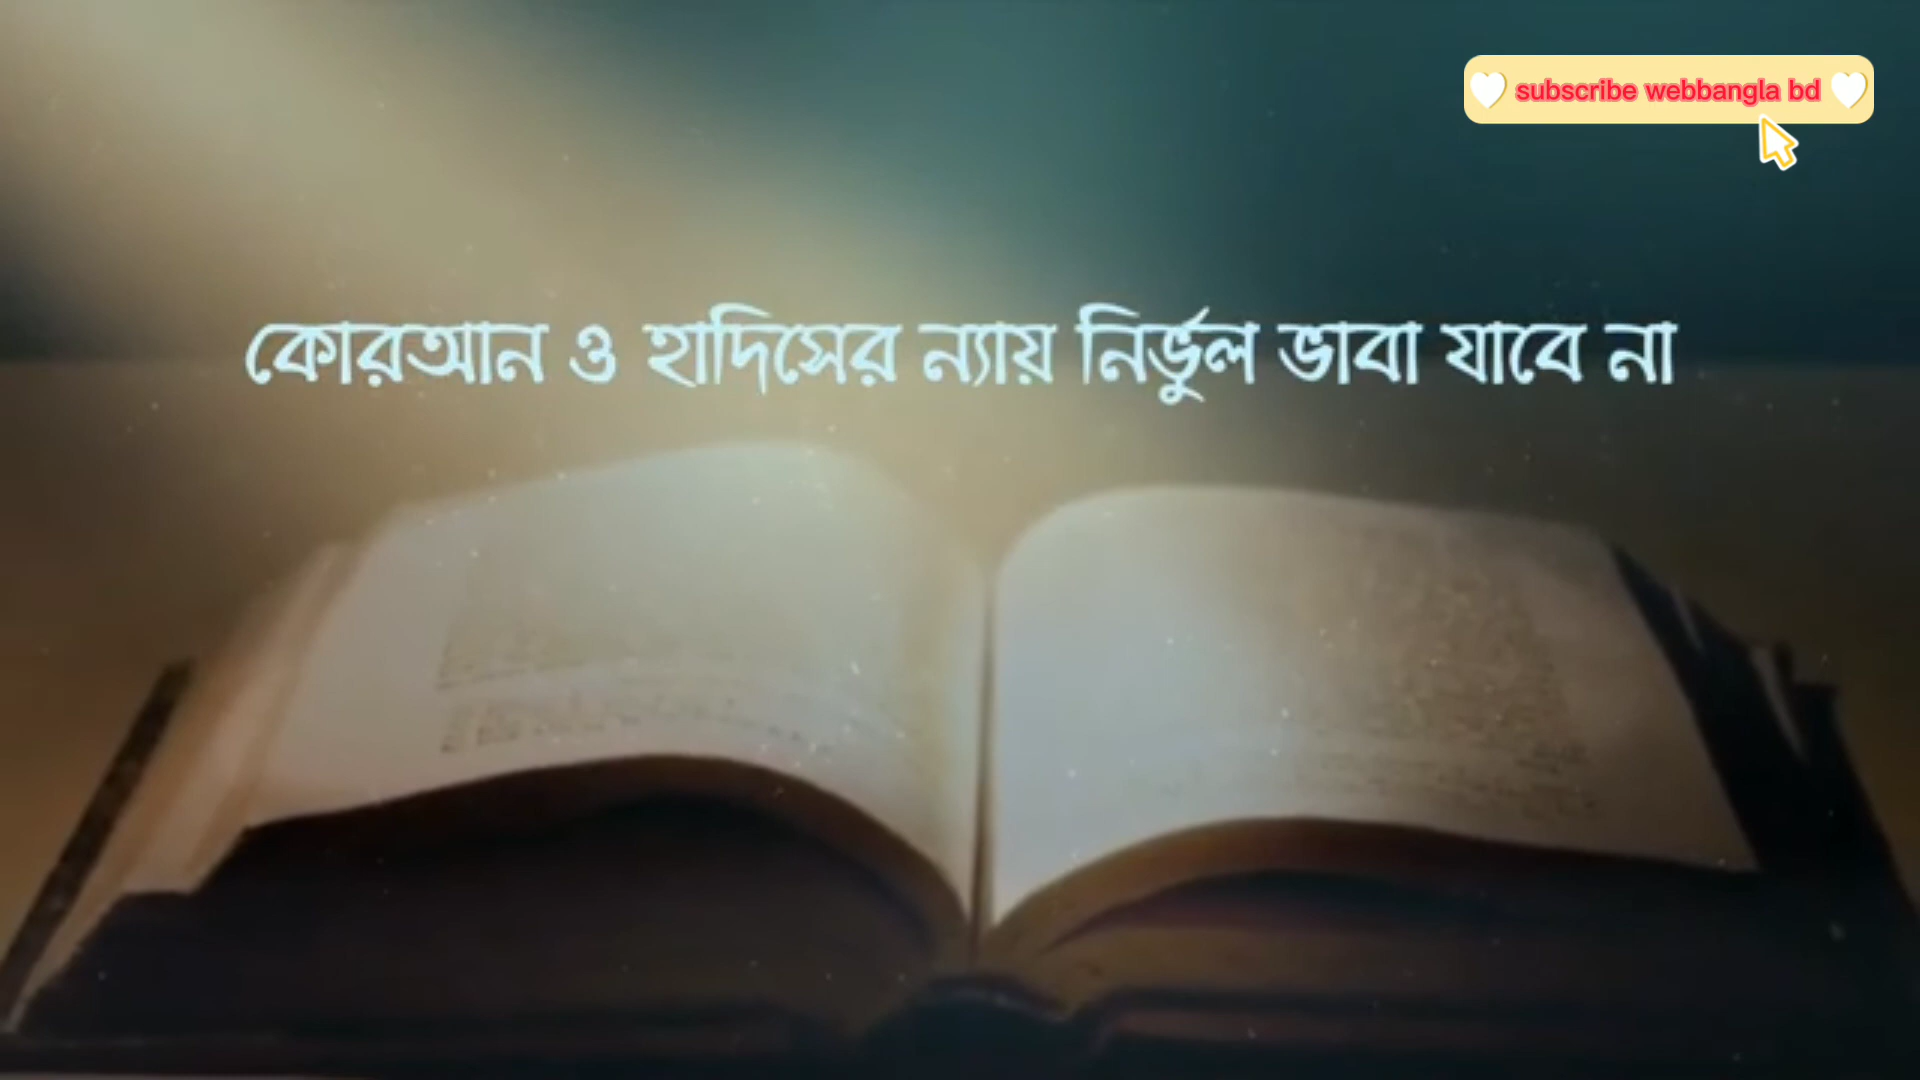 subscribe webbangla bd
কোরআন ও হাদিসের ন্যায় নির্ভুল ভাবা যাবে না